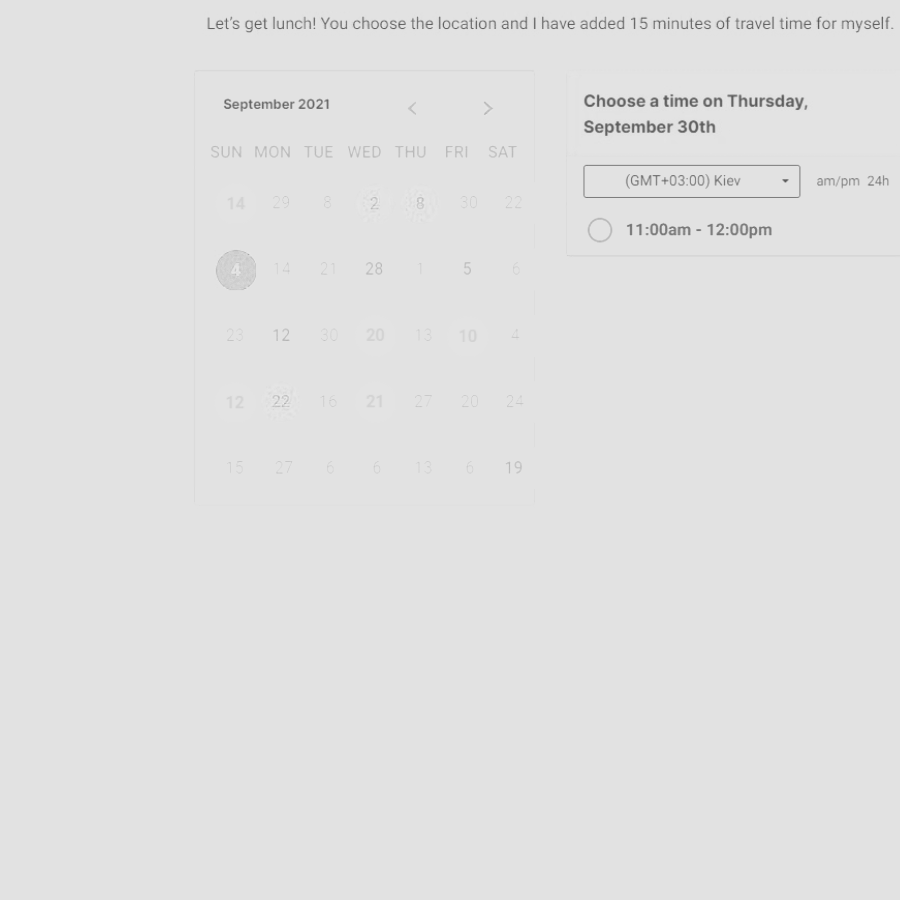 Let's get lunch! You choose the location and I have added 15 minutes of travel time for myself.
September 2021
SUN MON TUE WED THU FRI SAT
14 29 8 2 8 30 22
4 14 21 28 1 5 6
23 12 30 20 13 10 4
12 22 16 21 27 20 24
15 27 6 6 13 6 19
Choose a time on Thursday,
September 30th
(GMT+03:00) Kiev am/pm 24h
11:00am - 12:00pm